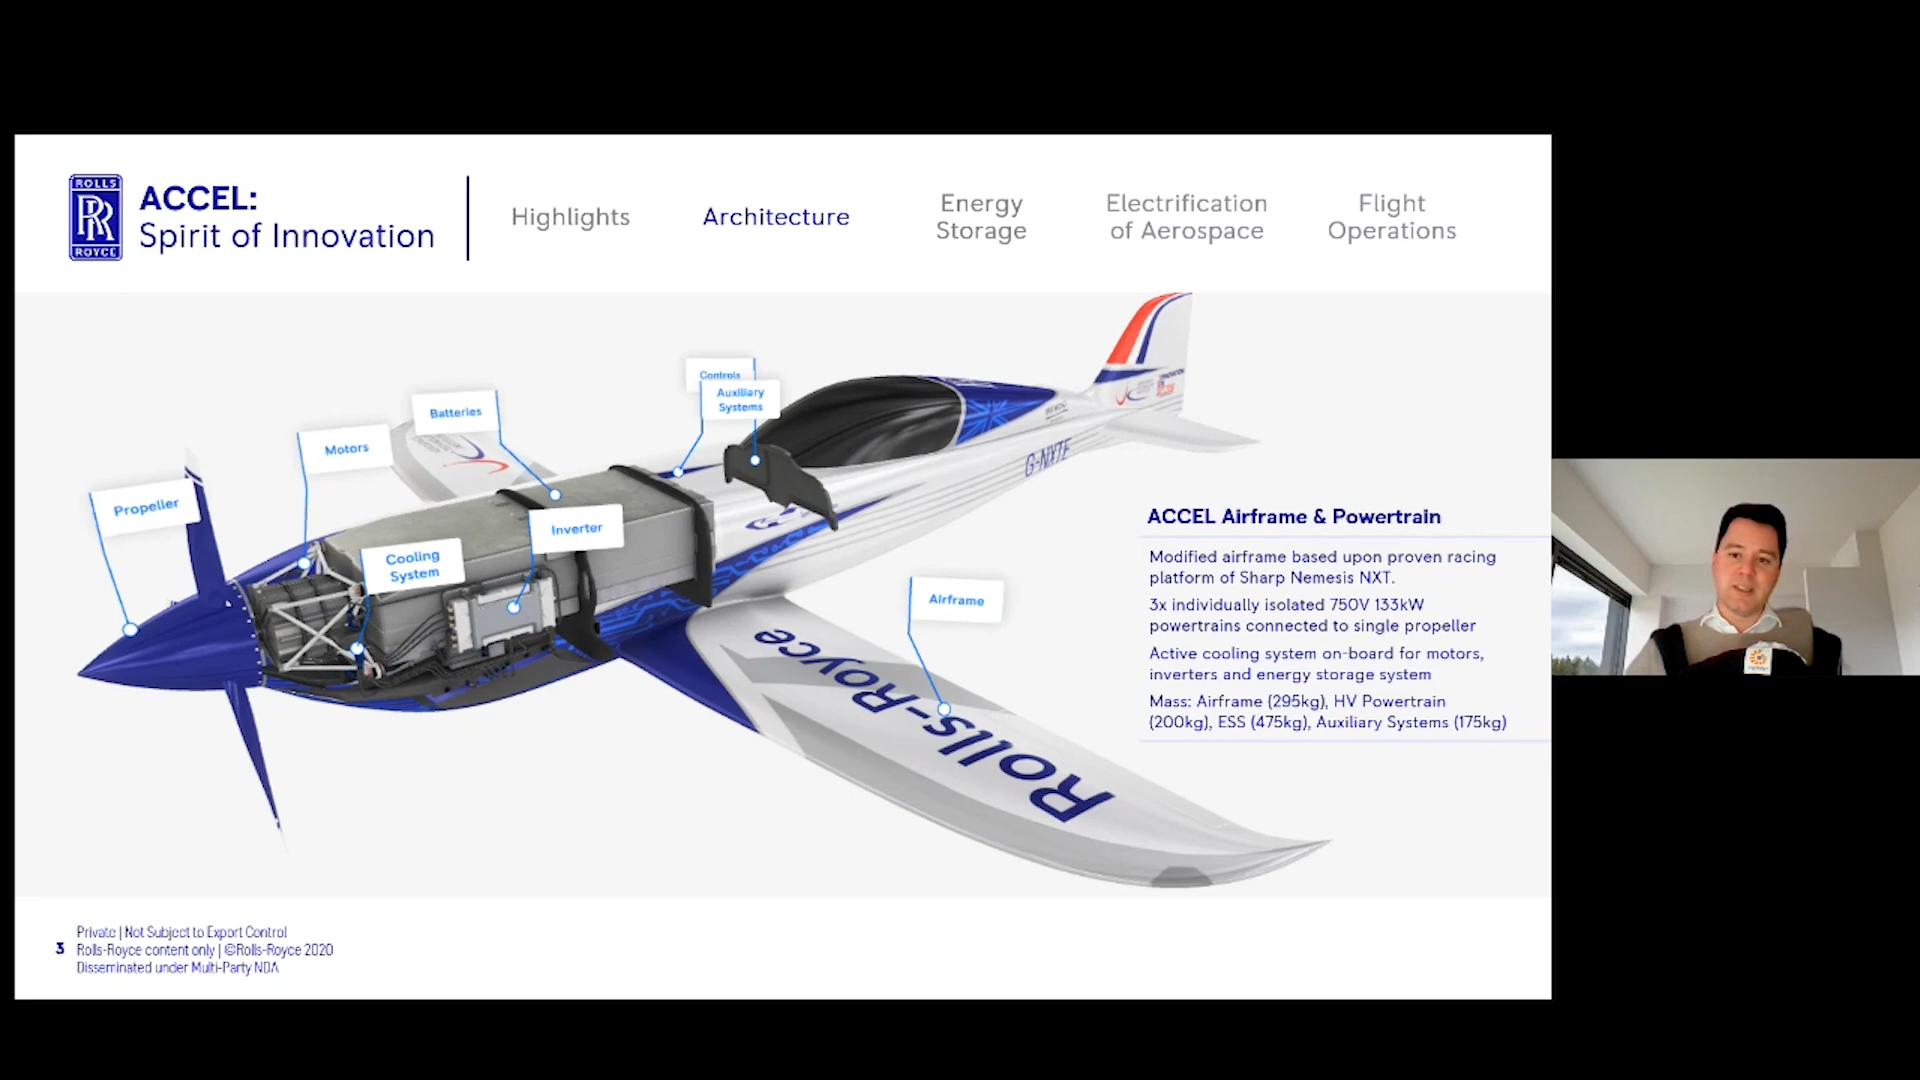 ROLLS
RR
ROYCE
ACCEL:
Spirit of Innovation
Highlights
Architecture
Energy
Storage
Electrification
of Aerospace
Flight
Operations
Controls
Auxiliary
Systems
Batteries
Motors
Propeller
Inverter
Cooling
System
Airframe
G-NXTE
Rolls-Royce
ACCEL Airframe & Powertrain
Modified airframe based upon proven racing
platform of Sharp Nemesis NXT.
3x individually isolated 750V 133kW
powertrains connected to single propeller
Active cooling system on-board for motors,
inverters and energy storage system
Mass: Airframe (295kg), HV Powertrain
(200kg), ESS (475kg), Auxiliary Systems (175kg)
3
Private | Not Subject to Export Control
Rolls-Royce content only | ©Rolls-Royce 2020
Disseminated under Multi-Party NDA